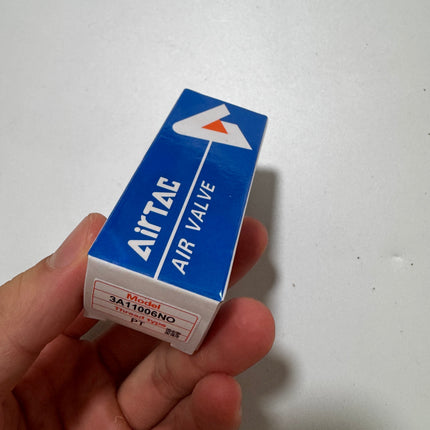 AirTAC
AIR VALVE
Model
3A11006NO
Thread Type
PT